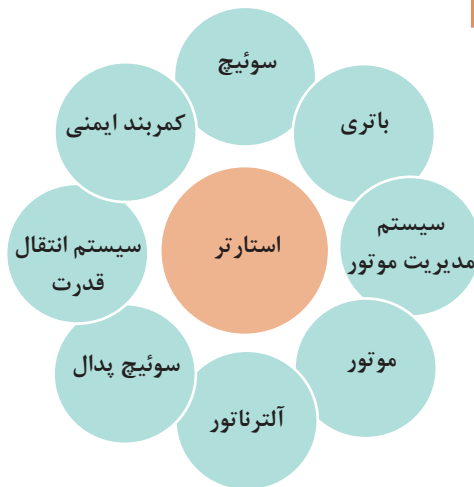 سوئیچ
باتری
سیستم
مدیریت موتور
موتور
آلترناتور
سوئیچ پدال
سیستم انتقال
قدرت
کمربند ایمنی
استارتر